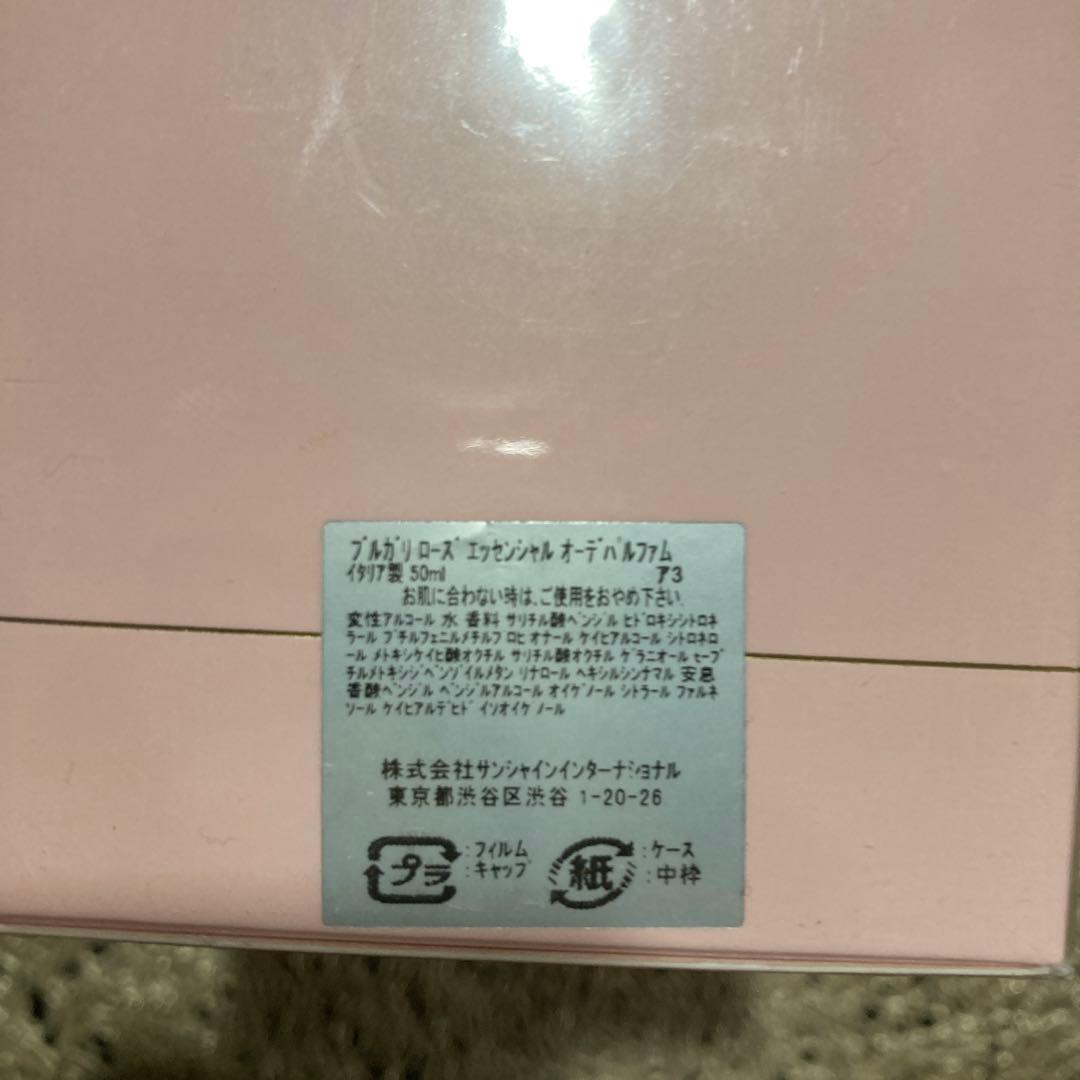 ブルガリ ローズ エッセンシャル オーデパルファム
イタリア製 50ml ア3
お肌に合わない時は、ご使用をおやめ下さい。
変性アルコール 水 香料 サリチル酸ベンジル ヒドロキシシトロネ
ラール ブチルフェニルメチルプロピオナール ケイヒアルコール シトロネロ
ール メトキシケイヒ酸オクチル サリチル酸オクチル ゲラニオール t-ブ
チルメトキシジベンゾイルメタン リナロール ヘキシルシンナマル 安息
香酸ベンジル ベンジルアルコール オイゲノール シトラール ファルネ
ソール ケイヒアルデヒド イソオイゲノール
株式会社サンシャインインターナショナル
東京都渋谷区渋谷 1-20-26
プラ :フィルム 紙 :ケース
:キャップ :中枠